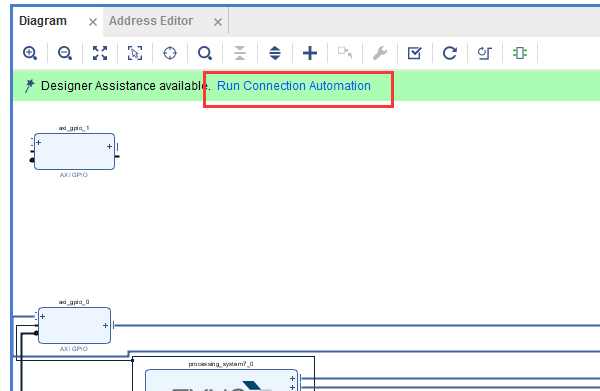 Diagram × Address Editor ×
Designer Assistance available. Run Connection Automation
axi_gpio_1
AXI GPIO
axi_gpio_0
AXI GPIO
processing_system7_0